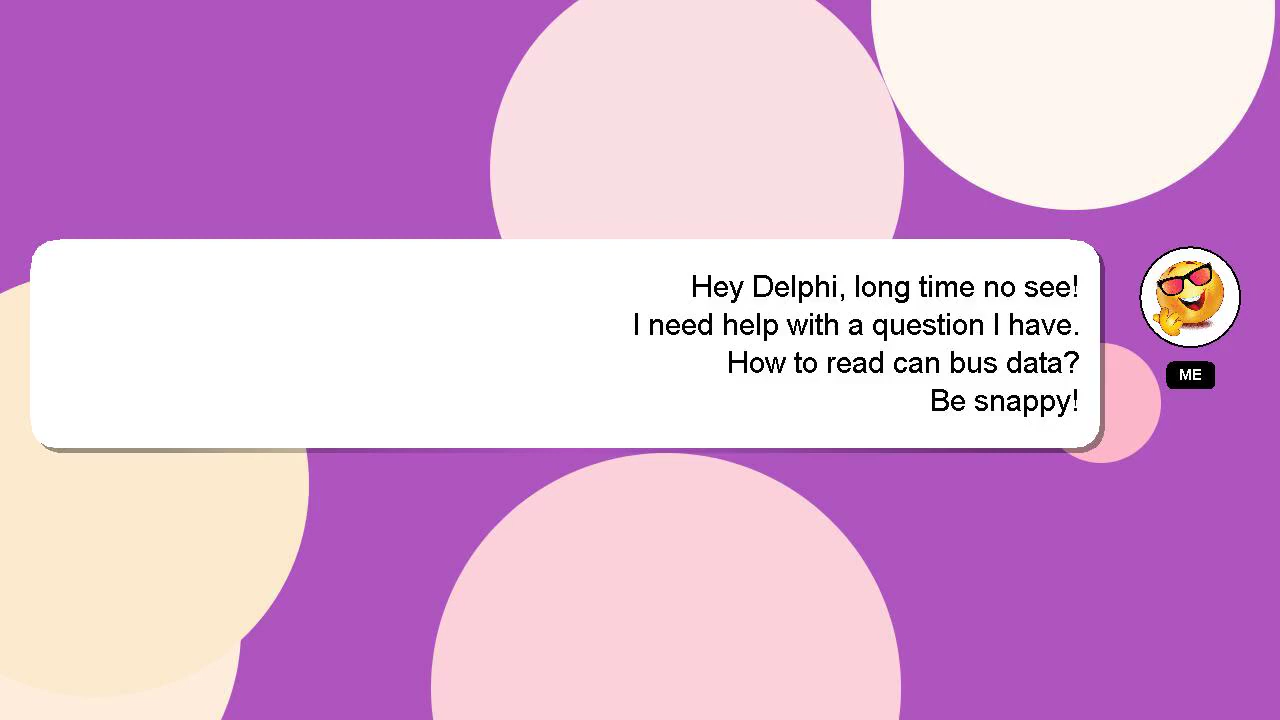 Hey Delphi, long time no see!
I need help with a question I have.
How to read can bus data?
Be snappy!
ME